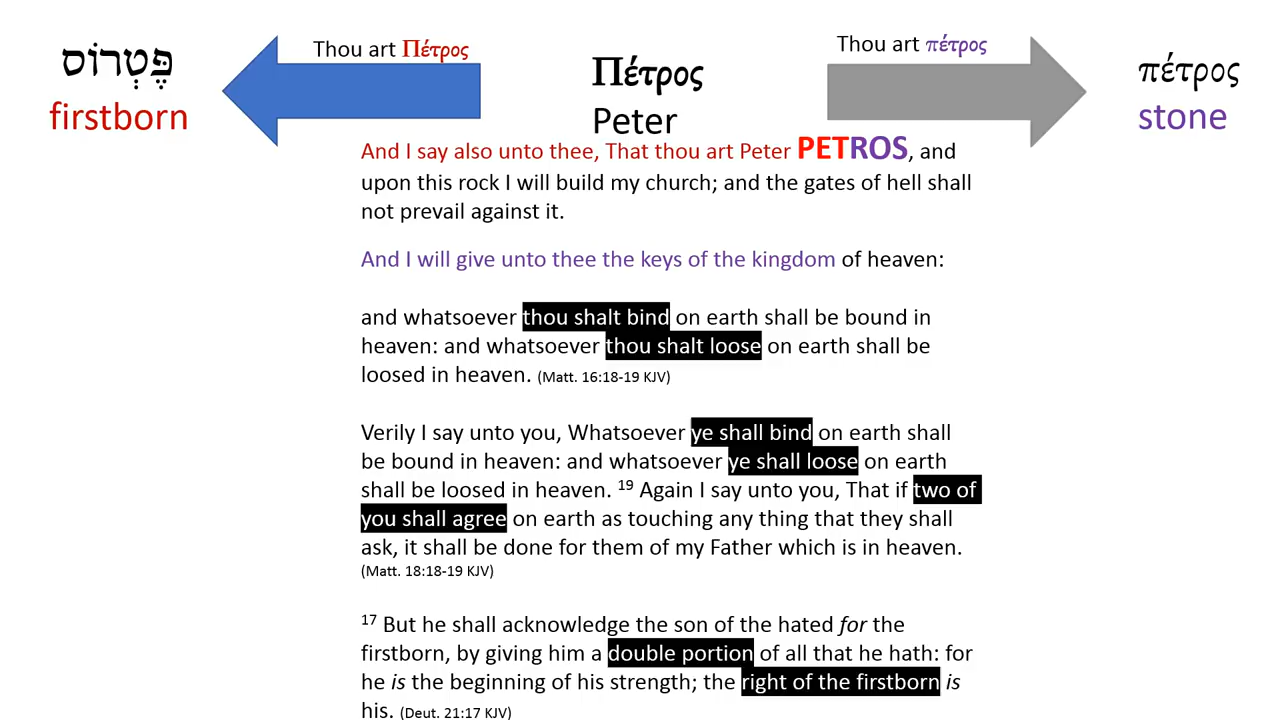 פֶּטְרוֹס
firstborn
Thou art Πέτρος
Πέτρος
Peter
Thou art πέτρος
πέτρος
stone
And I say also unto thee, That thou art Peter PETROS, and
upon this rock I will build my church; and the gates of hell shall
not prevail against it.
And I will give unto thee the keys of the kingdom of heaven:
and whatsoever thou shalt bind on earth shall be bound in
heaven: and whatsoever thou shalt loose on earth shall be
loosed in heaven. (Matt. 16:18-19 KJV)
Verily I say unto you, Whatsoever ye shall bind on earth shall
be bound in heaven: and whatsoever ye shall loose on earth
shall be loosed in heaven. 19 Again I say unto you, That if two of
you shall agree on earth as touching any thing that they shall
ask, it shall be done for them of my Father which is in heaven.
(Matt. 18:18-19 KJV)
17 But he shall acknowledge the son of the hated for the
firstborn, by giving him a double portion of all that he hath: for
he is the beginning of his strength; the right of the firstborn is
his. (Deut. 21:17 KJV)